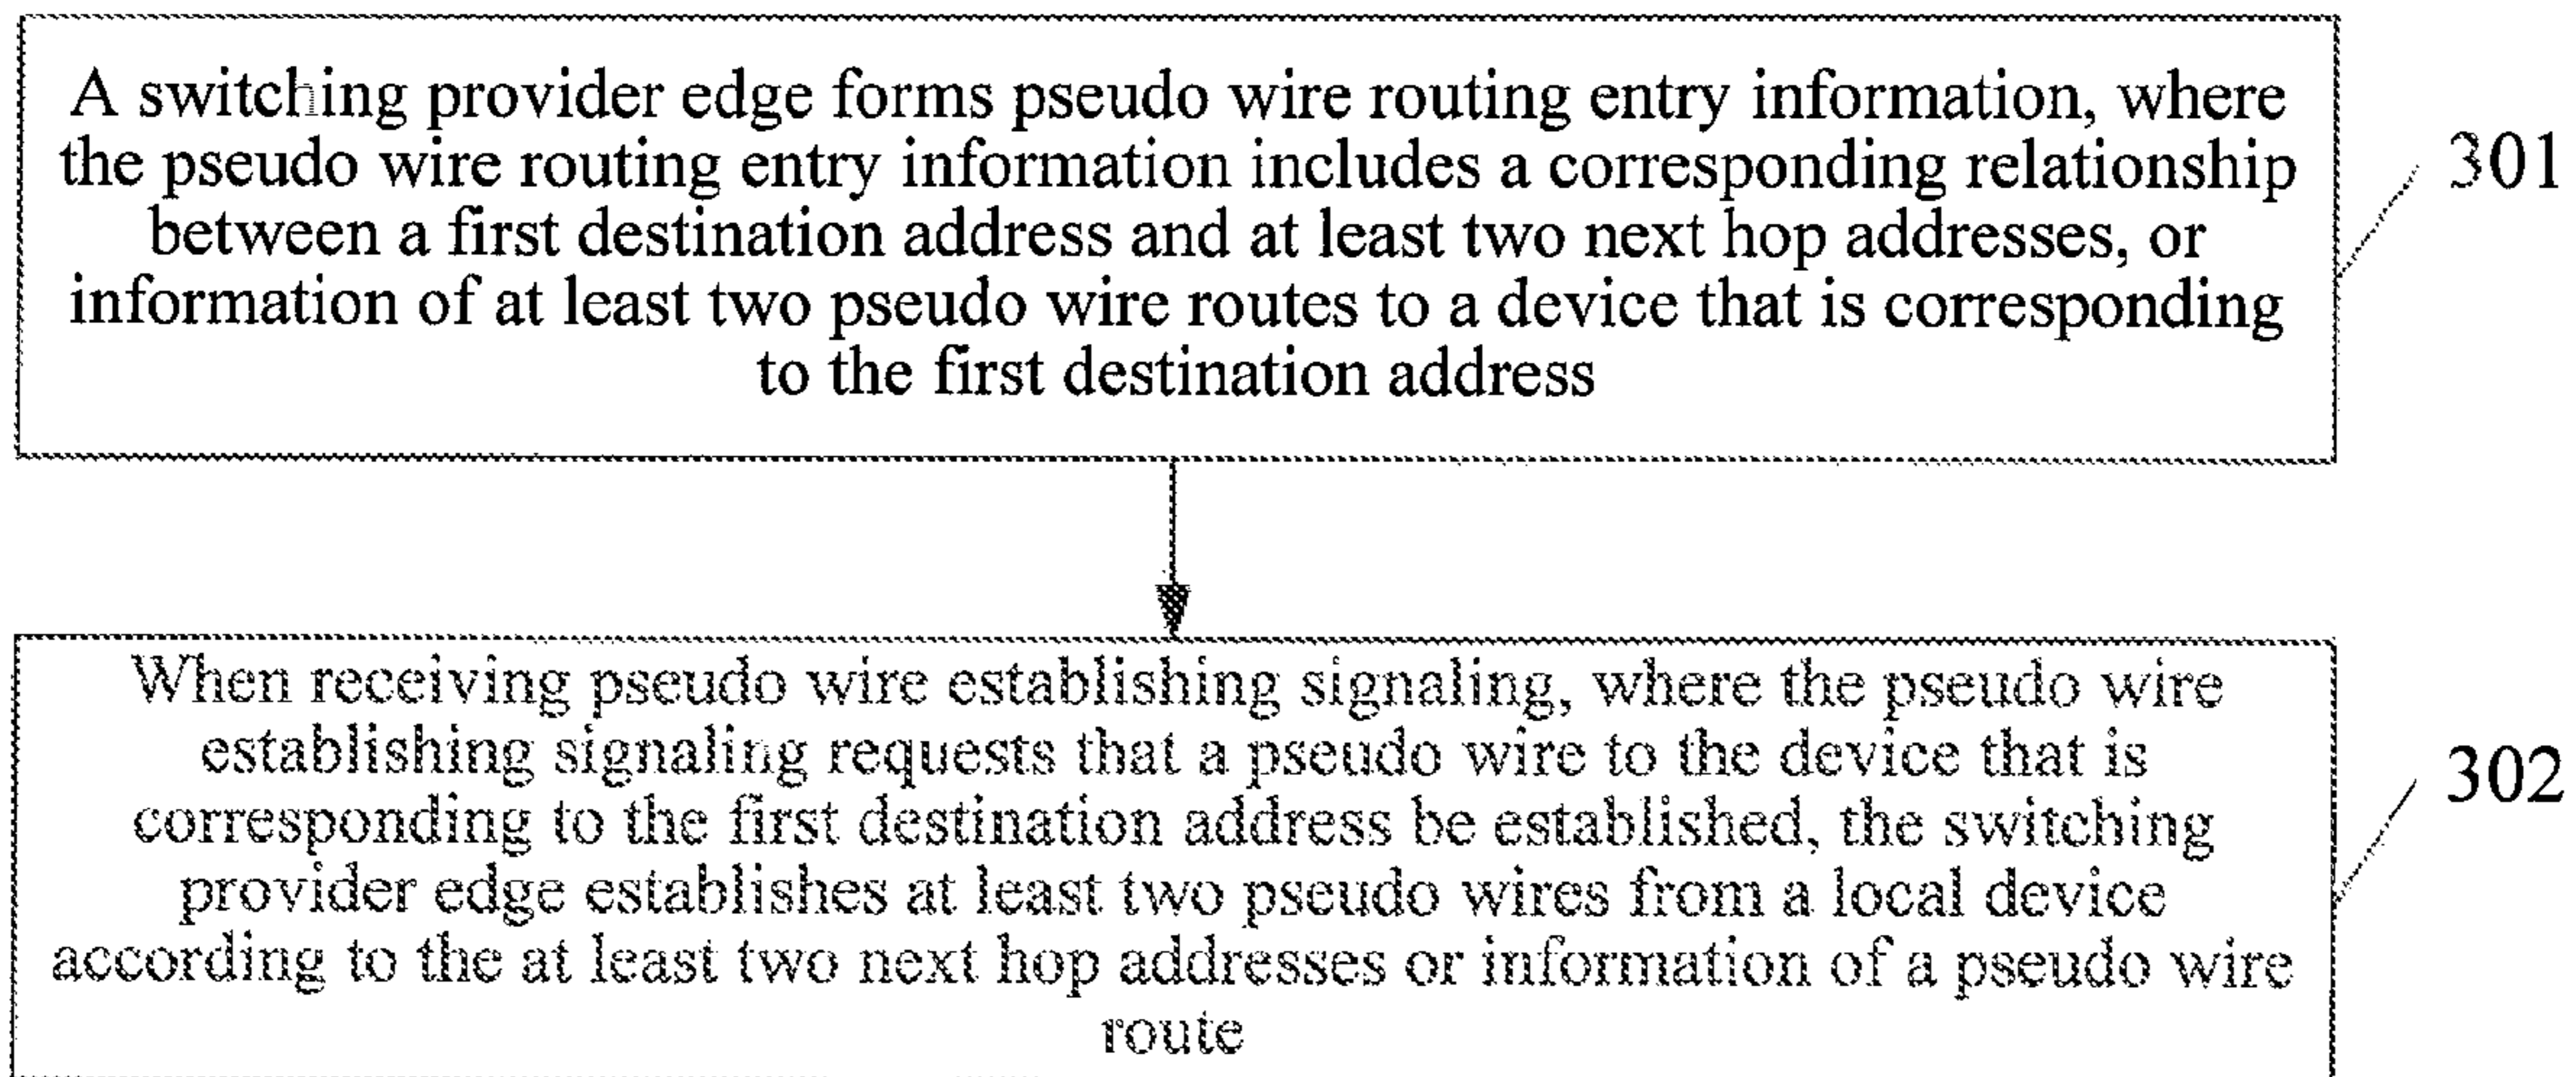 A switching provider edge forms pseudo wire routing entry information, where
the pseudo wire routing entry information includes a corresponding relationship
between a first destination address and at least two next hop addresses, or
information of at least two pseudo wire routes to a device that is corresponding
to the first destination address
301
When receiving pseudo wire establishing signaling, where the pseudo wire
establishing signaling requests that a pseudo wire to the device that is
corresponding to the first destination address be established, the switching
provider edge establishes at least two pseudo wires from a local device
according to the at least two next hop addresses or information of a pseudo wire
route
302